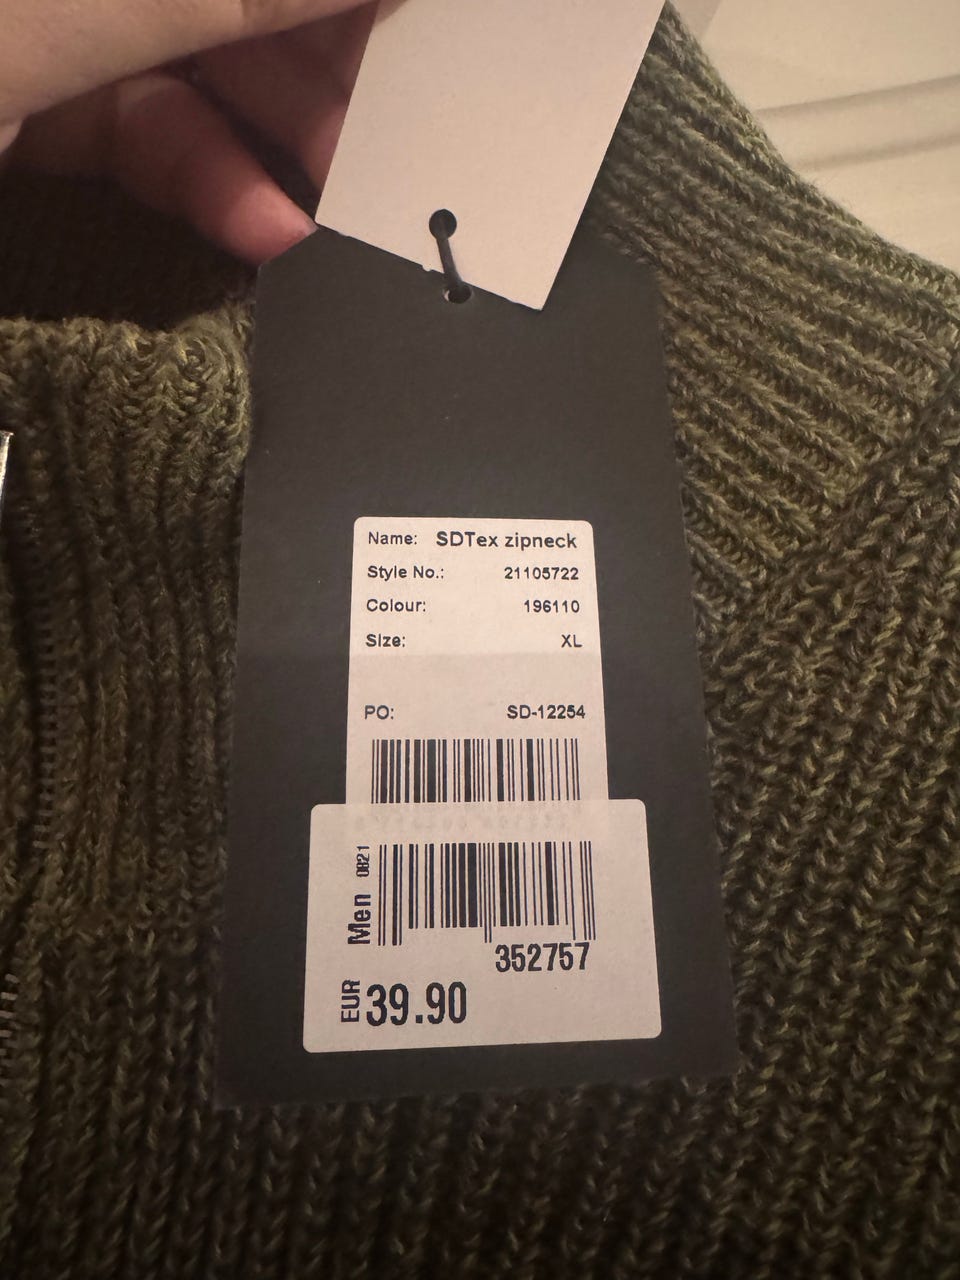 Name: SDTex zipneck
Style No.: 21105722
Colour: 196110
Size: XL
PO: SD-12254
Men 0821
352757
EUR 39.90